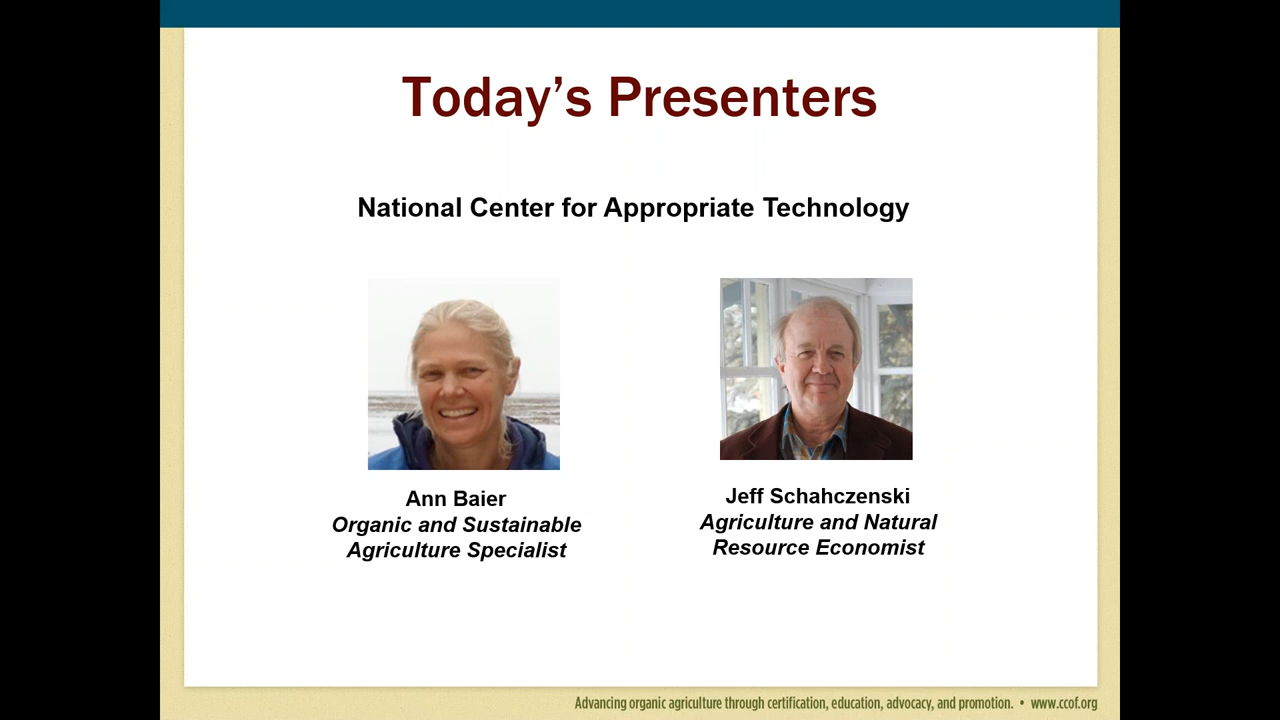 Today’s Presenters
National Center for Appropriate Technology
Ann Baier
Organic and Sustainable
Agriculture Specialist
Jeff Schahczenski
Agriculture and Natural
Resource Economist
Advancing organic agriculture through certification, education, advocacy, and promotion. • www.ccof.org